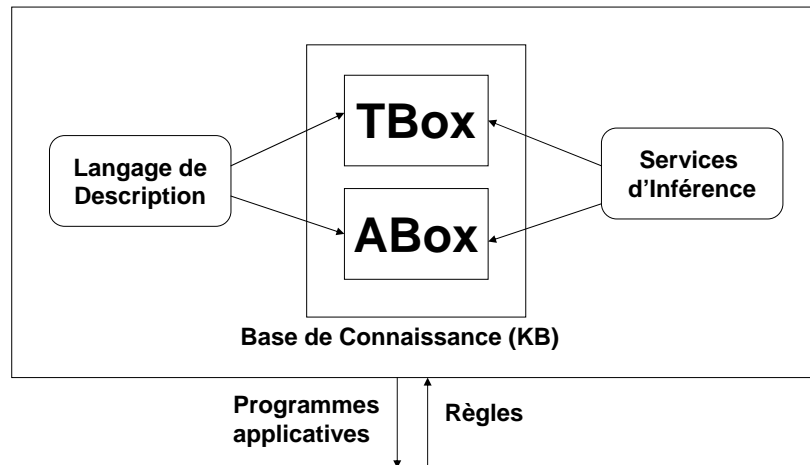 TBox
Langage de
Description
Services
d'Inférence
ABox
Base de Connaissance (KB)
Programmes
applicatives
Règles